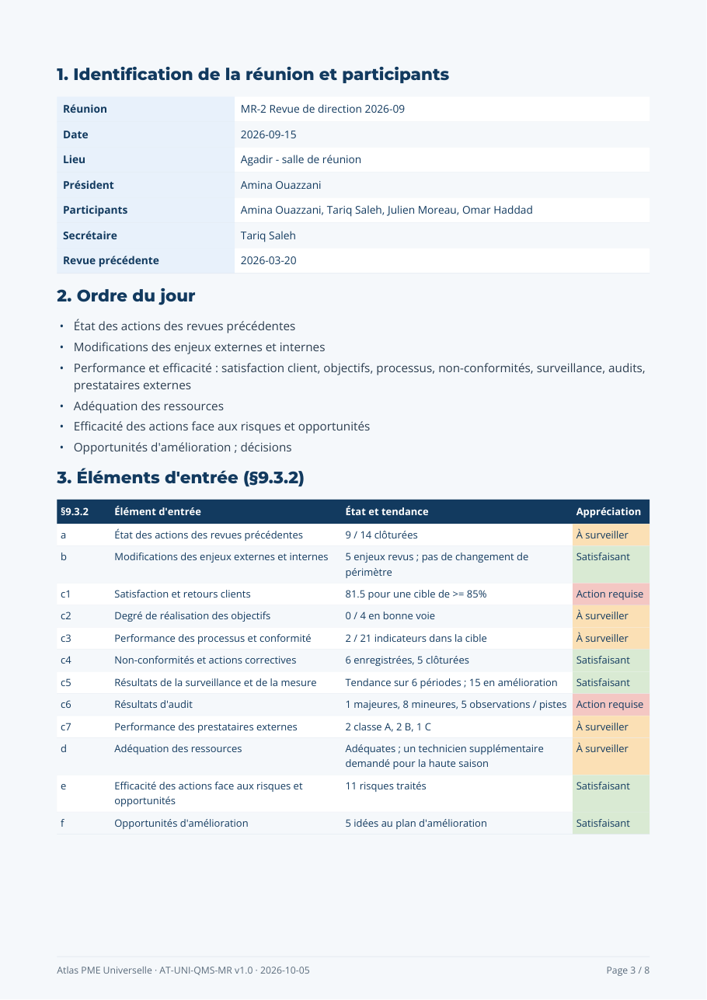 1. Identification de la réunion et participants
Réunion MR-2 Revue de direction 2026-09
Date 2026-09-15
Lieu Agadir - salle de réunion
Président Amina Ouazzani
Participants Amina Ouazzani, Tariq Saleh, Julien Moreau, Omar Haddad
Secrétaire Tariq Saleh
Revue précédente 2026-03-20
2. Ordre du jour
• État des actions des revues précédentes
• Modifications des enjeux externes et internes
• Performance et efficacité : satisfaction client, objectifs, processus, non-conformités, surveillance, audits,
prestataires externes
• Adéquation des ressources
• Efficacité des actions face aux risques et opportunités
• Opportunités d'amélioration ; décisions
3. Éléments d'entrée (§9.3.2)
§9.3.2 Élément d'entrée État et tendance Appréciation
a État des actions des revues précédentes 9 / 14 clôturées À surveiller
b Modifications des enjeux externes et internes 5 enjeux revus ; pas de changement de Satisfaisant
périmètre
c1 Satisfaction et retours clients 81.5 pour une cible de >= 85% Action requise
c2 Degré de réalisation des objectifs 0 / 4 en bonne voie À surveiller
c3 Performance des processus et conformité 2 / 21 indicateurs dans la cible À surveiller
c4 Non-conformités et actions correctives 6 enregistrées, 5 clôturées Satisfaisant
c5 Résultats de la surveillance et de la mesure Tendance sur 6 périodes ; 15 en amélioration Satisfaisant
c6 Résultats d'audit 1 majeures, 8 mineures, 5 observations / pistes Action requise
c7 Performance des prestataires externes 2 classe A, 2 B, 1 C À surveiller
d Adéquation des ressources Adéquates ; un technicien supplémentaire À surveiller
demandé pour la haute saison
e Efficacité des actions face aux risques et 11 risques traités Satisfaisant
opportunités
f Opportunités d'amélioration 5 idées au plan d'amélioration Satisfaisant
Atlas PME Universelle · AT-UNI-QMS-MR v1.0 · 2026-10-05 Page 3 / 8